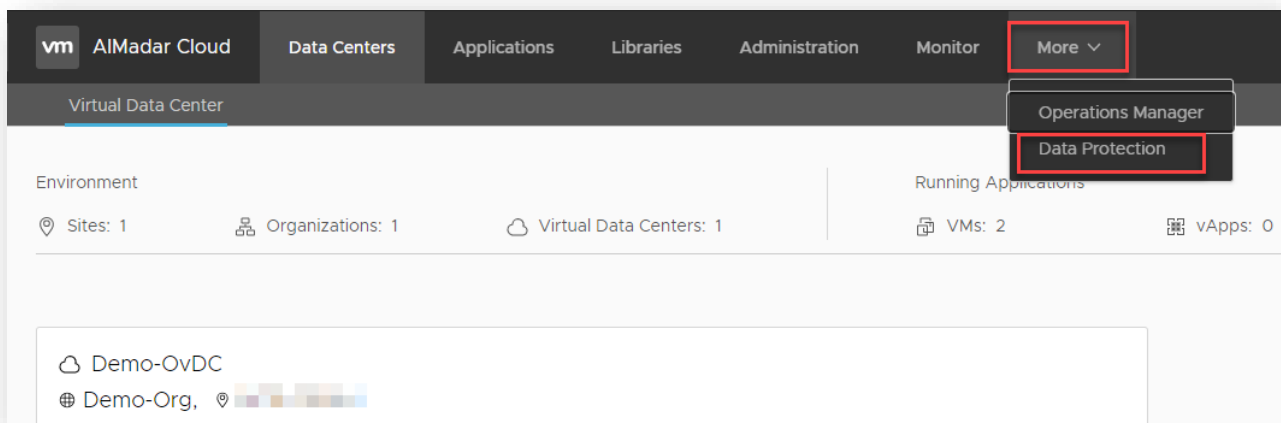 vm AlMadar Cloud Data Centers Applications Libraries Administration Monitor More
Virtual Data Center
Operations Manager
Data Protection
Environment Running Applications
Sites: 1 Organizations: 1 Virtual Data Centers: 1 VMs: 2 vApps: 0
Demo-OvDC
Demo-Org,